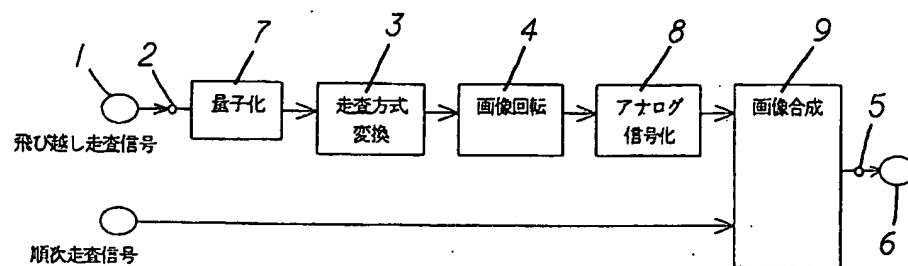 1
2
7
3
4
8
9
5
6
量子化
走査方式
変換
画像回転
アナログ
信号化
画像合成
飛び越し走査信号
順次走査信号